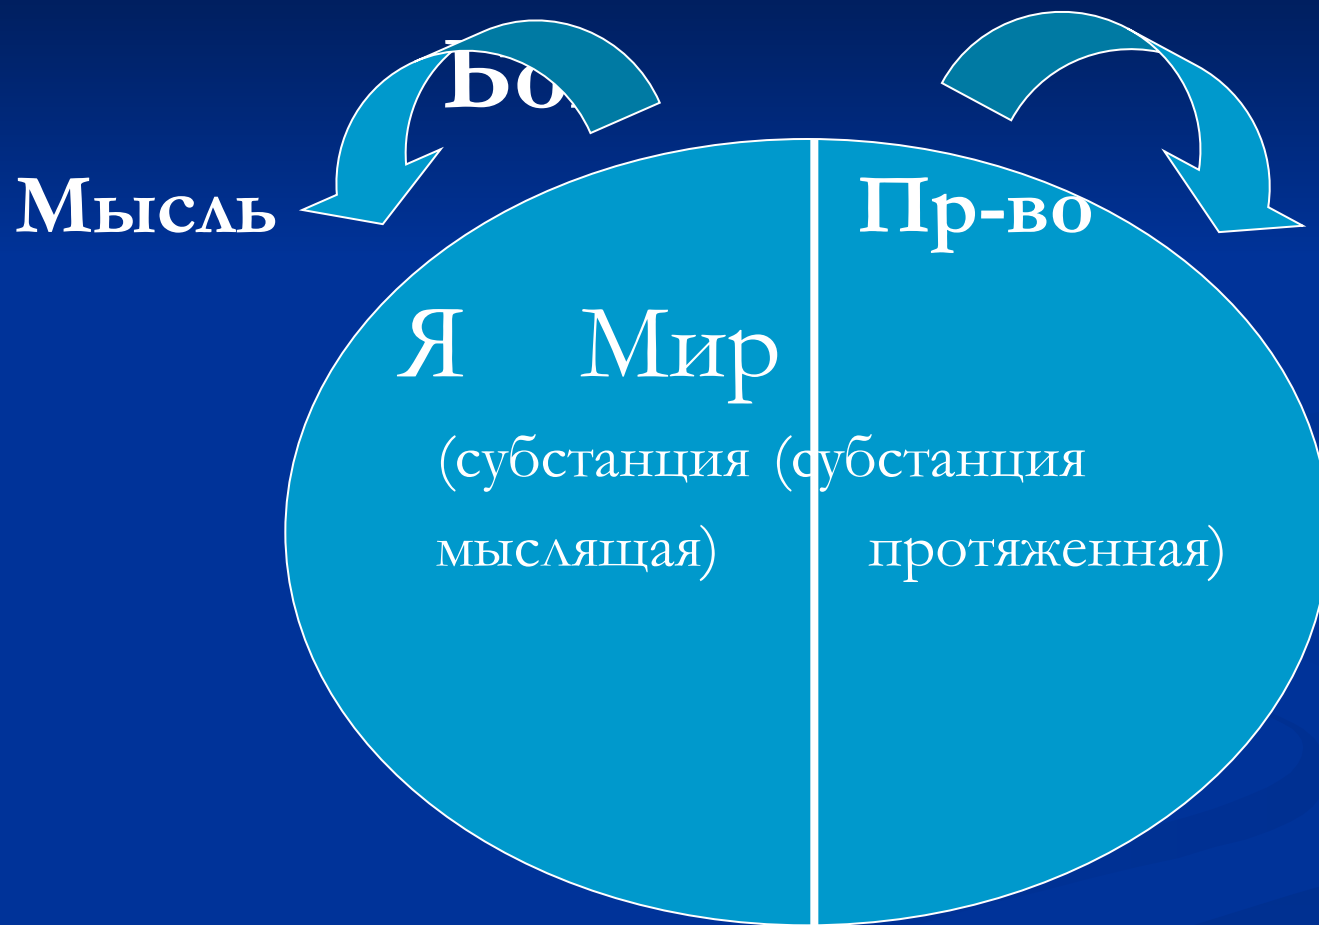 Мысль Пр-во
Я Мир
(субстанция (субстанция
мыслящая) протяженная)